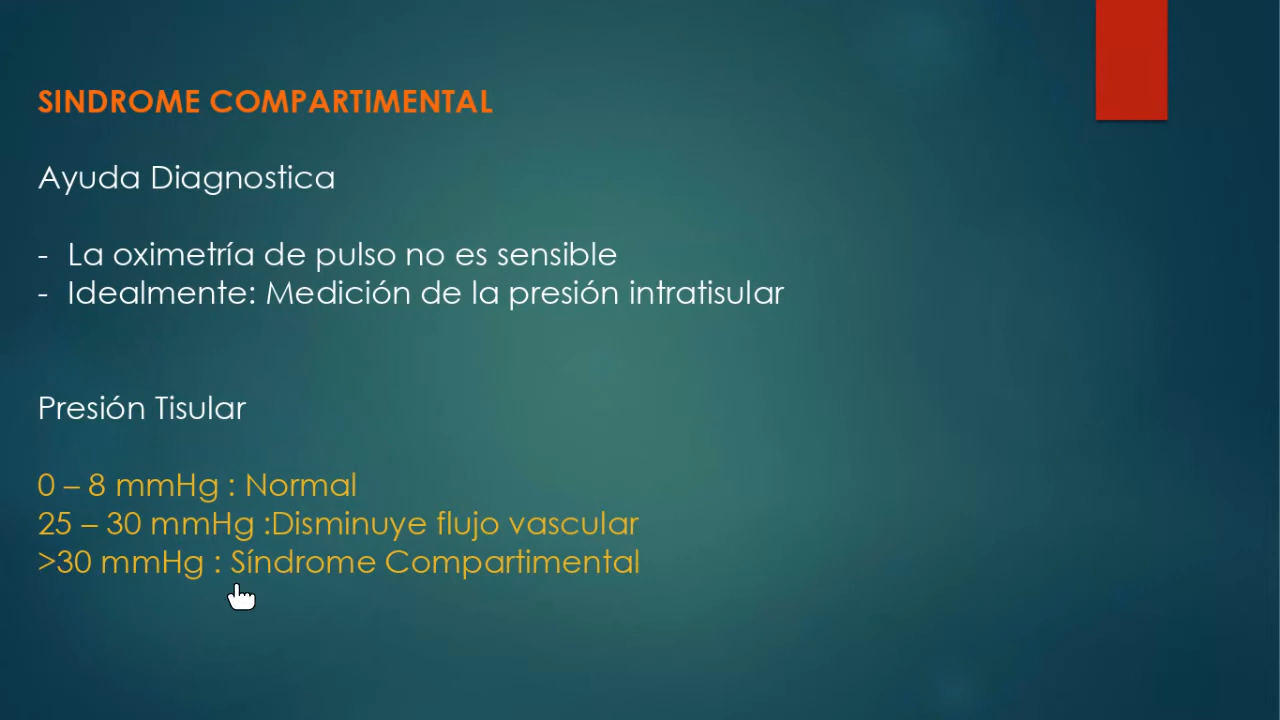 SINDROME COMPARTIMENTAL
Ayuda Diagnostica
- La oximetría de pulso no es sensible
- Idealmente: Medición de la presión intratisular
Presión Tisular
0 – 8 mmHg : Normal
25 – 30 mmHg :Disminuye flujo vascular
>30 mmHg : Síndrome Compartimental